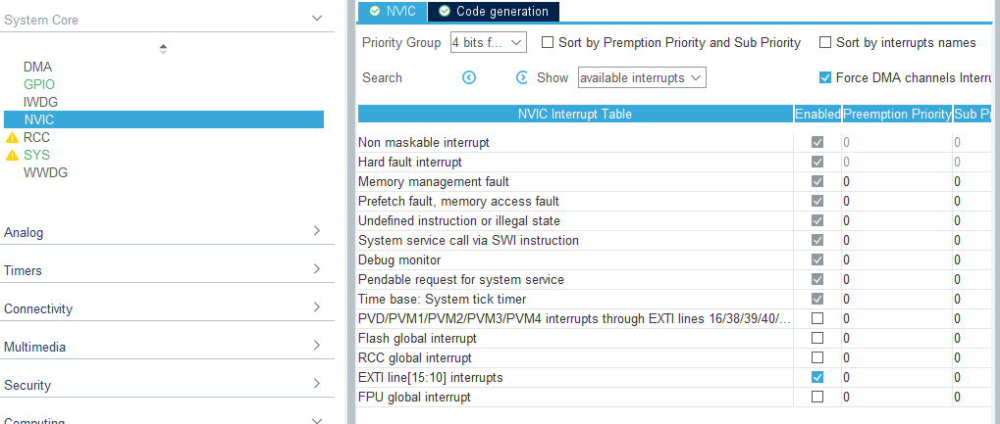 System Core
DMA
GPIO
IWDG
NVIC
RCC
SYS
WWDG
Analog
Timers
Connectivity
Multimedia
Security
Computing
NVIC Code generation
Priority Group 4 bits f... Sort by Premption Priority and Sub Priority Sort by interrupts names
Search Show available interrupts Force DMA channels Interru
NVIC Interrupt Table Enabled Preemption Priority Sub P
Non maskable interrupt 0 0
Hard fault interrupt 0 0
Memory management fault 0 0
Prefetch fault, memory access fault 0 0
Undefined instruction or illegal state 0 0
System service call via SWI instruction 0 0
Debug monitor 0 0
Pendable request for system service 0 0
Time base: System tick timer 0 0
PVD/PVM1/PVM2/PVM3/PVM4 interrupts through EXTI lines 16/38/39/40/... 0 0
Flash global interrupt 0 0
RCC global interrupt 0 0
EXTI line[15:10] interrupts 0 0
FPU global interrupt 0 0